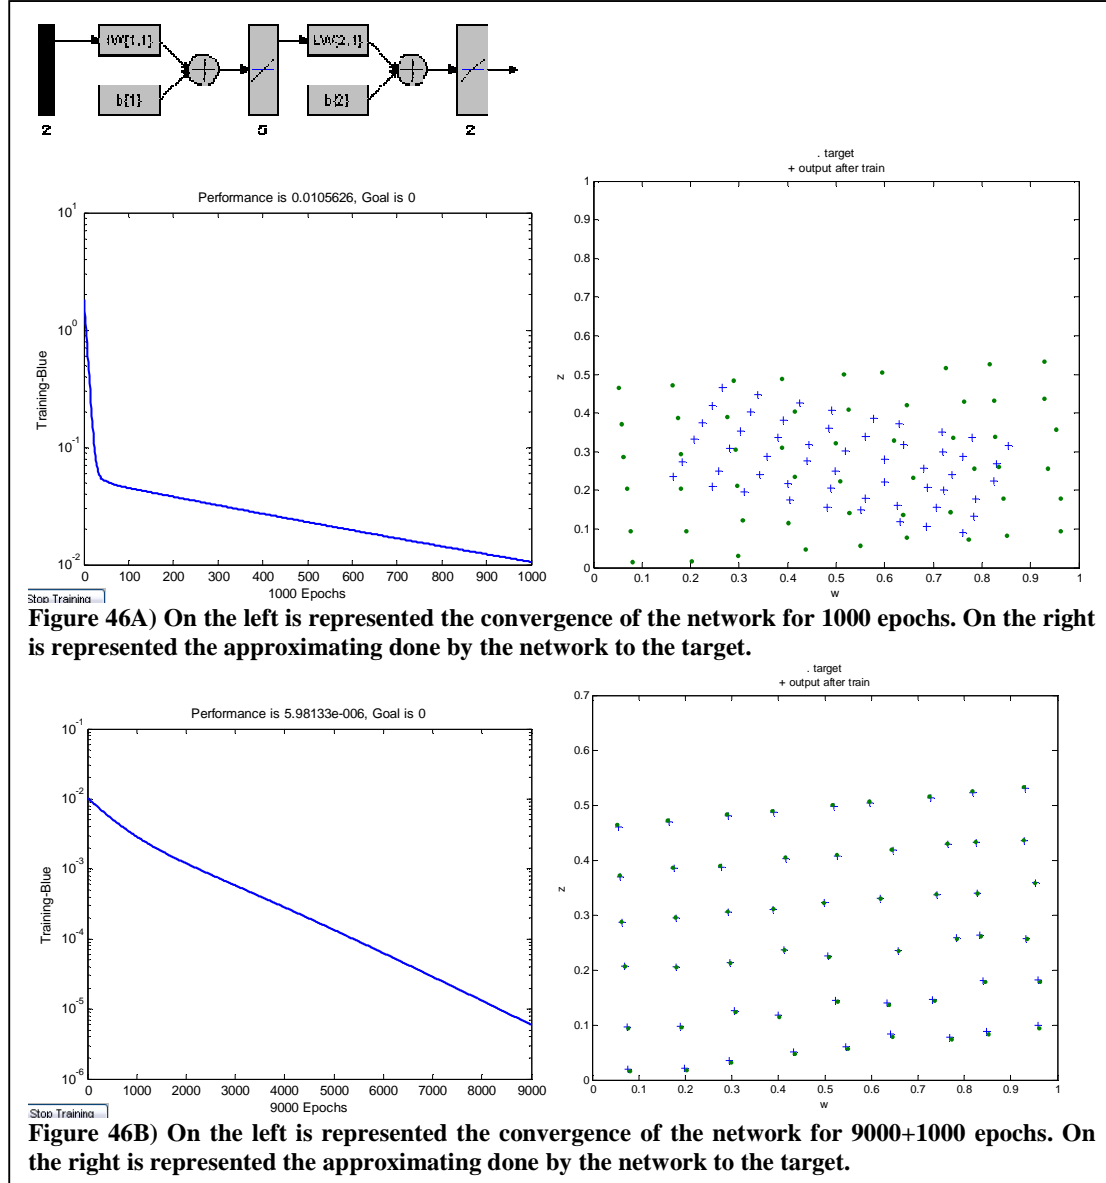 IW{1,1} LW{2,1}
b{1} b{2}
2 5 2
. target
+ output after train
Performance is 0.0105626, Goal is 0
10^1
10^0
10^-1
10^-2
Training-Blue
0 100 200 300 400 500 600 700 800 900 1000
1000 Epochs
Stop Training
1
0.9
0.8
0.7
0.6
0.5
0.4
0.3
0.2
0.1
0
z
0 0.1 0.2 0.3 0.4 0.5 0.6 0.7 0.8 0.9 1
w
Figure 46A) On the left is represented the convergence of the network for 1000 epochs. On the right
is represented the approximating done by the network to the target.
. target
+ output after train
Performance is 5.98133e-006, Goal is 0
10^-1
10^-2
10^-3
10^-4
10^-5
10^-6
Training-Blue
0 1000 2000 3000 4000 5000 6000 7000 8000 9000
9000 Epochs
Stop Training
0.7
0.6
0.5
0.4
0.3
0.2
0.1
0
z
0 0.1 0.2 0.3 0.4 0.5 0.6 0.7 0.8 0.9 1
w
Figure 46B) On the left is represented the convergence of the network for 9000+1000 epochs. On
the right is represented the approximating done by the network to the target.